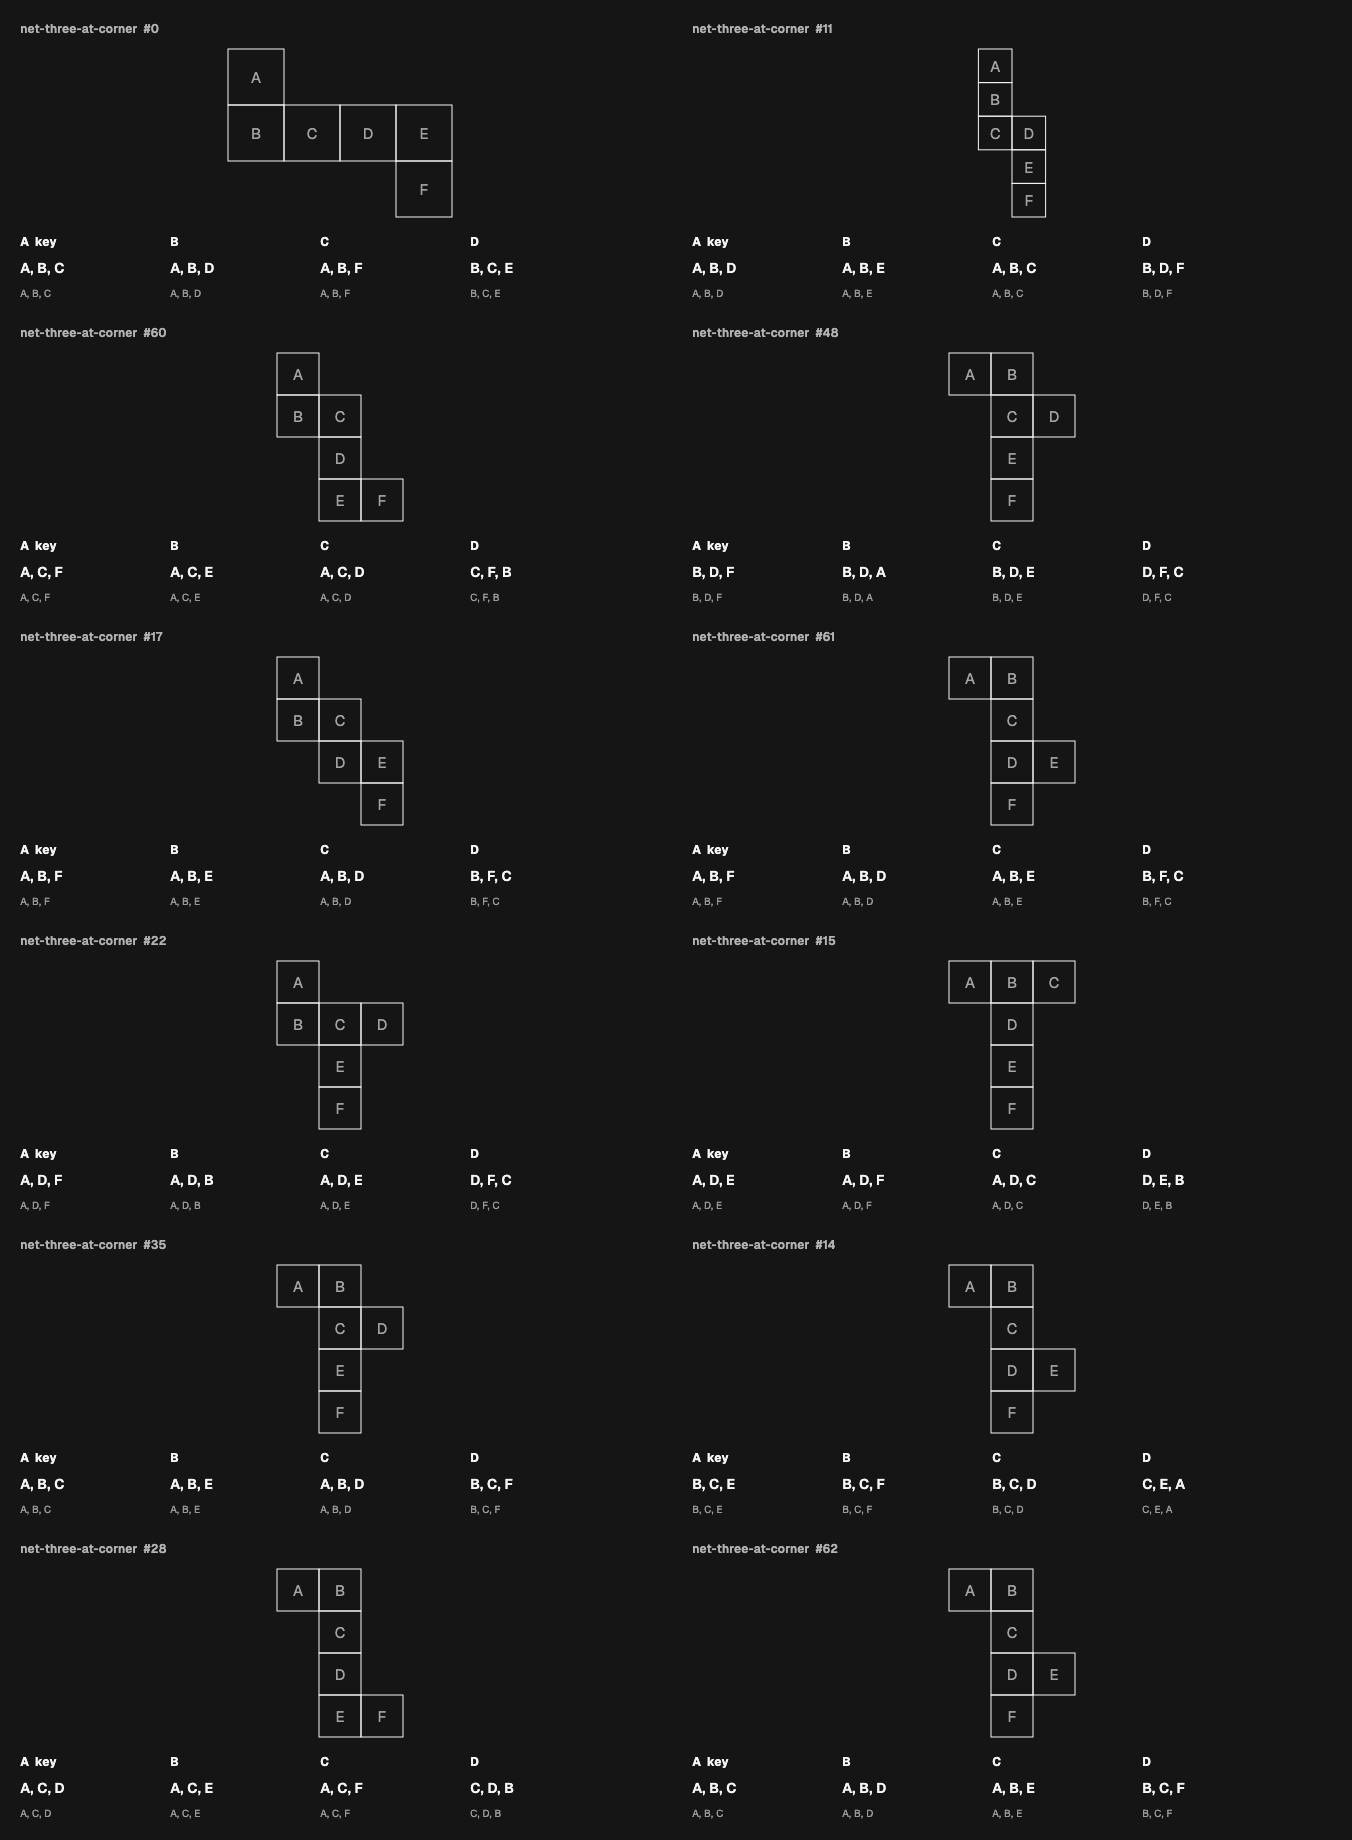 net-three-at-corner #0
A
B C D E
F
A key B C D
A, B, C A, B, D A, B, F B, C, E
A, B, C A, B, D A, B, F B, C, E
net-three-at-corner #11
A
B
C D
E
F
A key B C D
A, B, D A, B, E A, B, C B, D, F
A, B, D A, B, E A, B, C B, D, F
net-three-at-corner #60
A
B C
D
E F
A key B C D
A, C, F A, C, E A, C, D C, F, B
A, C, F A, C, E A, C, D C, F, B
net-three-at-corner #48
A B
C D
E
F
A key B C D
B, D, F B, D, A B, D, E D, F, C
B, D, F B, D, A B, D, E D, F, C
net-three-at-corner #17
A
B C
D E
F
A key B C D
A, B, F A, B, E A, B, D B, F, C
A, B, F A, B, E A, B, D B, F, C
net-three-at-corner #61
A B
C
D E
F
A key B C D
A, B, F A, B, D A, B, E B, F, C
A, B, F A, B, D A, B, E B, F, C
net-three-at-corner #22
A
B C D
E
F
A key B C D
A, D, F A, D, B A, D, E D, F, C
A, D, F A, D, B A, D, E D, F, C
net-three-at-corner #15
A B C
D
E
F
A key B C D
A, D, E A, D, F A, D, C D, E, B
A, D, E A, D, F A, D, C D, E, B
net-three-at-corner #35
A B
C D
E
F
A key B C D
A, B, C A, B, E A, B, D B, C, F
A, B, C A, B, E A, B, D B, C, F
net-three-at-corner #14
A B
C
D E
F
A key B C D
B, C, E B, C, F B, C, D C, E, A
B, C, E B, C, F B, C, D C, E, A
net-three-at-corner #28
A B
C
D
E F
A key B C D
A, C, D A, C, E A, C, F C, D, B
A, C, D A, C, E A, C, F C, D, B
net-three-at-corner #62
A B
C
D E
F
A key B C D
A, B, C A, B, D A, B, E B, C, F
A, B, C A, B, D A, B, E B, C, F